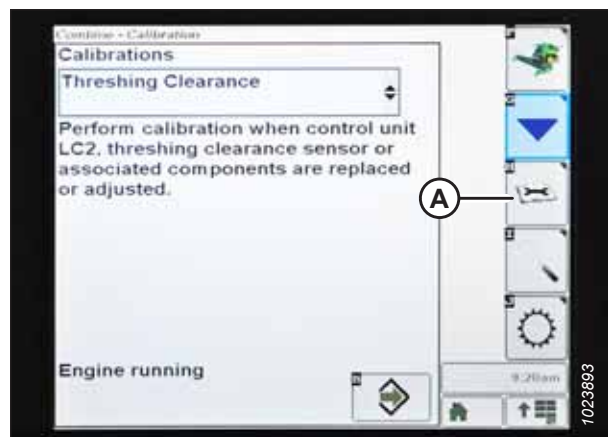 Combine - Calibration
Calibrations
Threshing Clearance
Perform calibration when control unit
LC2, threshing clearance sensor or
associated components are replaced
or adjusted.
A
Engine running
9:20am
1023893